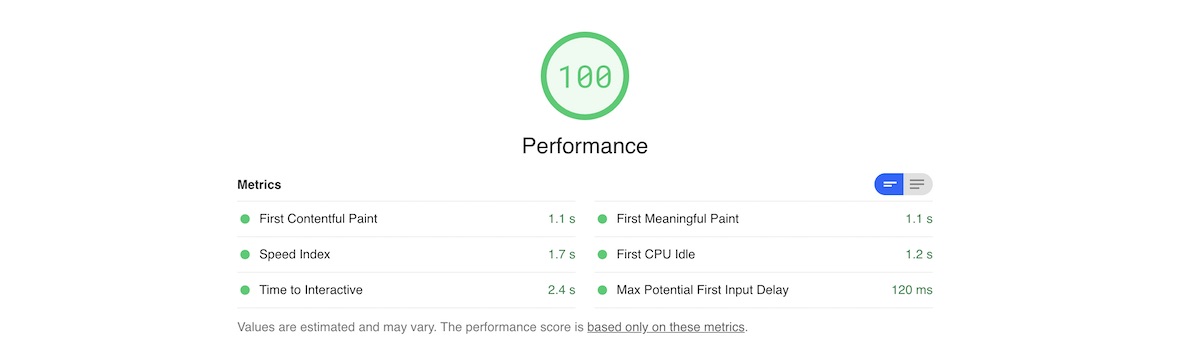 100
Performance
Metrics
First Contentful Paint 1.1 s
First Meaningful Paint 1.1 s
Speed Index 1.7 s
First CPU Idle 1.2 s
Time to Interactive 2.4 s
Max Potential First Input Delay 120 ms
Values are estimated and may vary. The performance score is based only on these metrics.